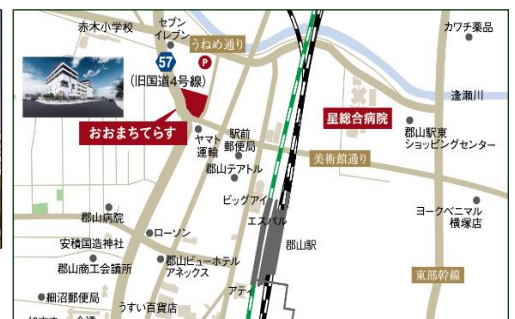 赤木小学校
セブン
イレブン
うねめ通り
カワチ薬品
57
P
(旧国道4号線)
逢瀬川
おおまちてらす
星総合病院
ヤマト
運輸
駅前
郵便局
郡山駅東
ショッピングセンター
美術館通り
郡山テアトル
ビッグアイ
エスパル
郡山病院
ヨークベニマル
横塚店
ローソン
郡山駅
安積国造神社
郡山商工会議所
郡山ビューホテル
アネックス
東部幹線
アティ
細沼郵便局
うすい百貨店